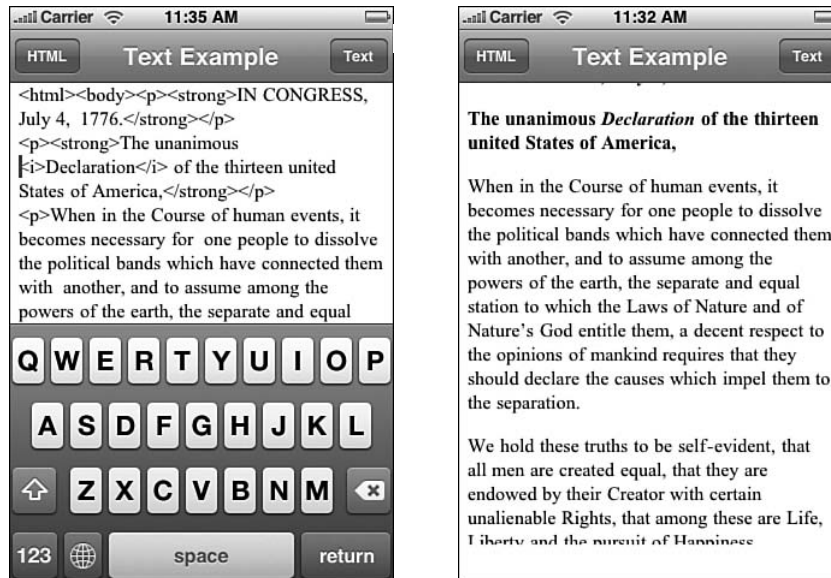 Carrier 11:35 AM
HTML Text Example Text
<html><body><p><strong>IN CONGRESS,
July 4, 1776.</strong></p>
<p><strong>The unanimous
<i>Declaration</i> of the thirteen united
States of America,</strong></p>
<p>When in the Course of human events, it
becomes necessary for one people to dissolve
the political bands which have connected them
with another, and to assume among the
powers of the earth, the separate and equal
Q W E R T Y U I O P
A S D F G H J K L
Z X C V B N M
123 space return
Carrier 11:32 AM
HTML Text Example Text
The unanimous Declaration of the thirteen
united States of America,
When in the Course of human events, it
becomes necessary for one people to dissolve
the political bands which have connected them
with another, and to assume among the
powers of the earth, the separate and equal
station to which the Laws of Nature and of
Nature's God entitle them, a decent respect to
the opinions of mankind requires that they
should declare the causes which impel them to
the separation.
We hold these truths to be self-evident, that
all men are created equal, that they are
endowed by their Creator with certain
unalienable Rights, that among these are Life,
Liberty and the pursuit of Happiness